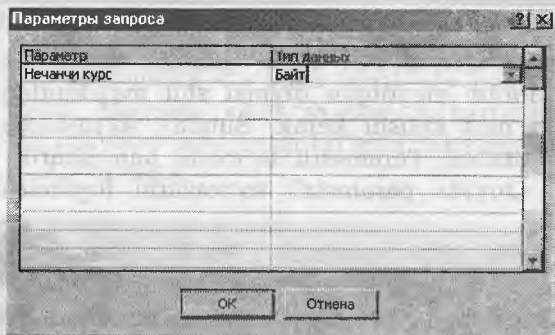 Параметры запроса
Параметр Тип данных
Нечанчи курс Байт
OK Отмена